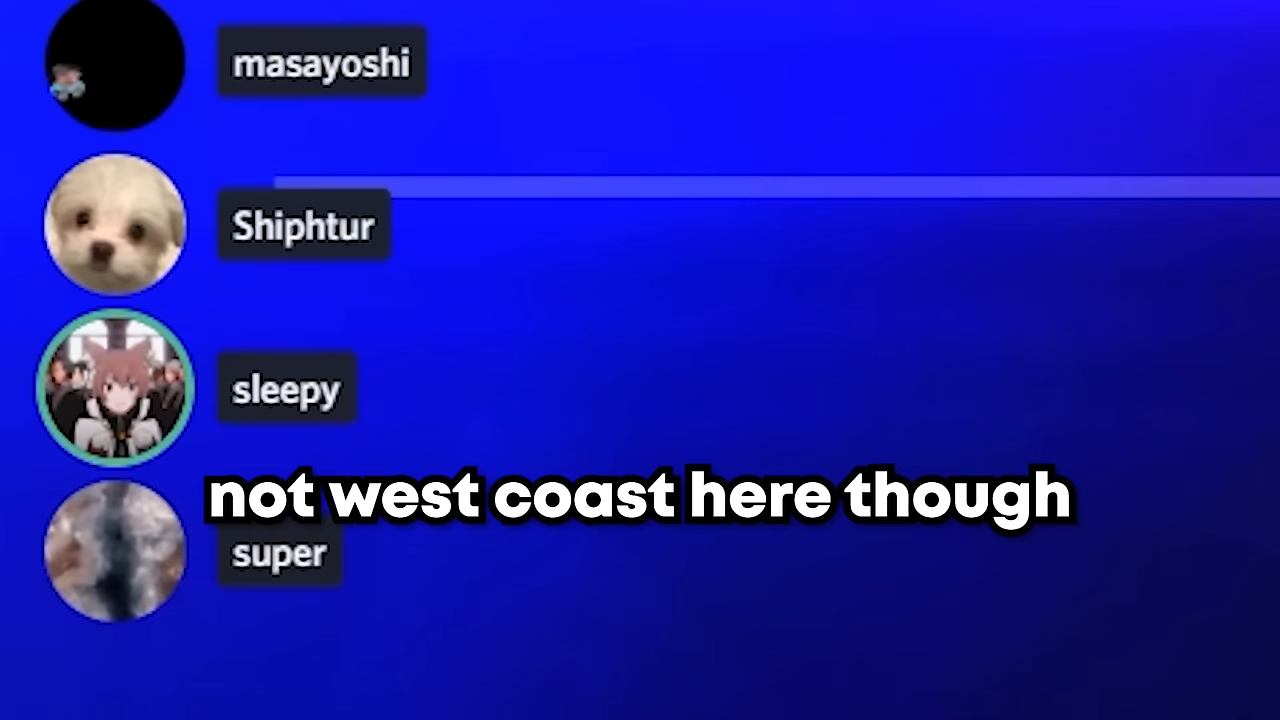 masayoshi
Shiphtur
sleepy
not west coast here though
super